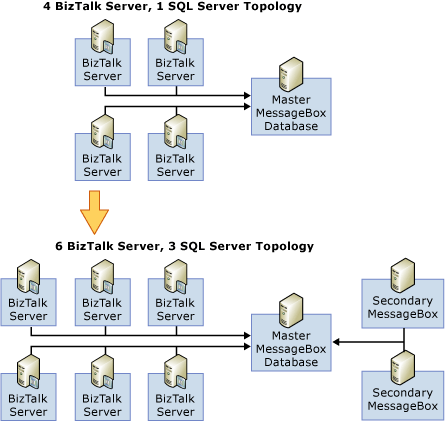 4 BizTalk Server, 1 SQL Server Topology
BizTalk
Server
BizTalk
Server
Master
MessageBox
Database
BizTalk
Server
BizTalk
Server
6 BizTalk Server, 3 SQL Server Topology
BizTalk
Server
BizTalk
Server
BizTalk
Server
Master
MessageBox
Database
Secondary
MessageBox
BizTalk
Server
BizTalk
Server
BizTalk
Server
Secondary
MessageBox